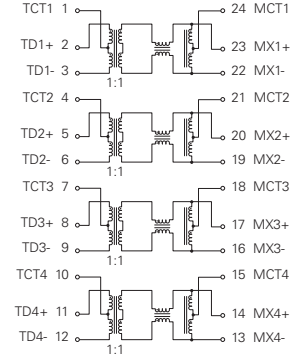 TCT1 1 24 MCT1
TD1+ 2 23 MX1+
TD1- 3 22 MX1-
1:1
TCT2 4 21 MCT2
TD2+ 5 20 MX2+
TD2- 6 19 MX2-
1:1
TCT3 7 18 MCT3
TD3+ 8 17 MX3+
TD3- 9 16 MX3-
1:1
TCT4 10 15 MCT4
TD4+ 11 14 MX4+
TD4- 12 13 MX4-
1:1